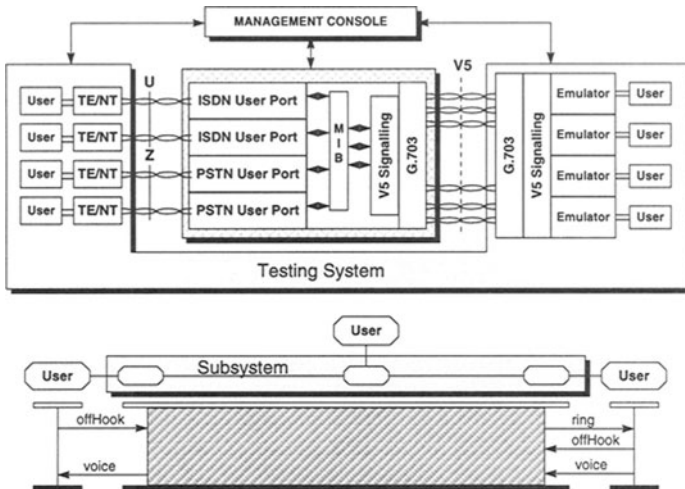 MANAGEMENT CONSOLE
U
V5
User TE/NT ISDN User Port Emulator User
User TE/NT ISDN User Port Emulator User
Z
User TE/NT PSTN User Port Emulator User
User TE/NT PSTN User Port Emulator User
MIB
V5 Signalling
G.703
G.703
V5 Signalling
Testing System
User
Subsystem
User
User
offHook
ring
offHook
voice
voice